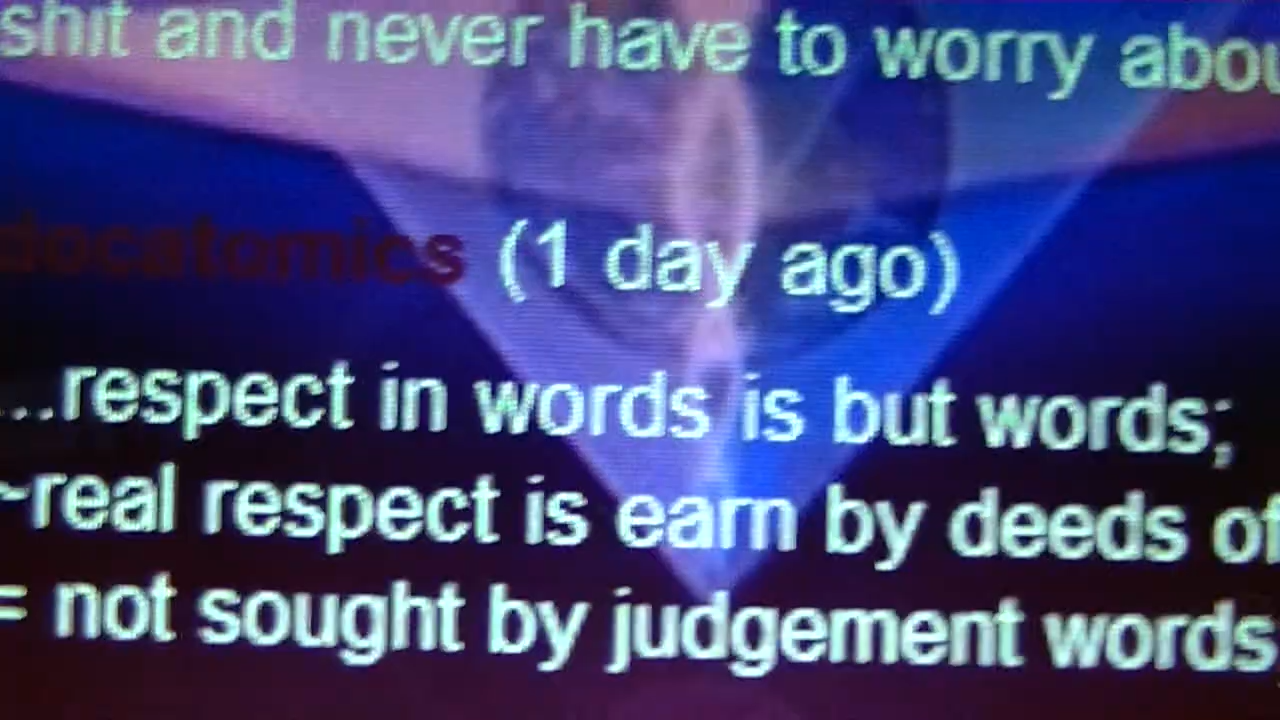 shit and never have to worry abou
docatomics (1 day ago)
...respect in words is but words;
~real respect is earn by deeds of
= not sought by judgement words